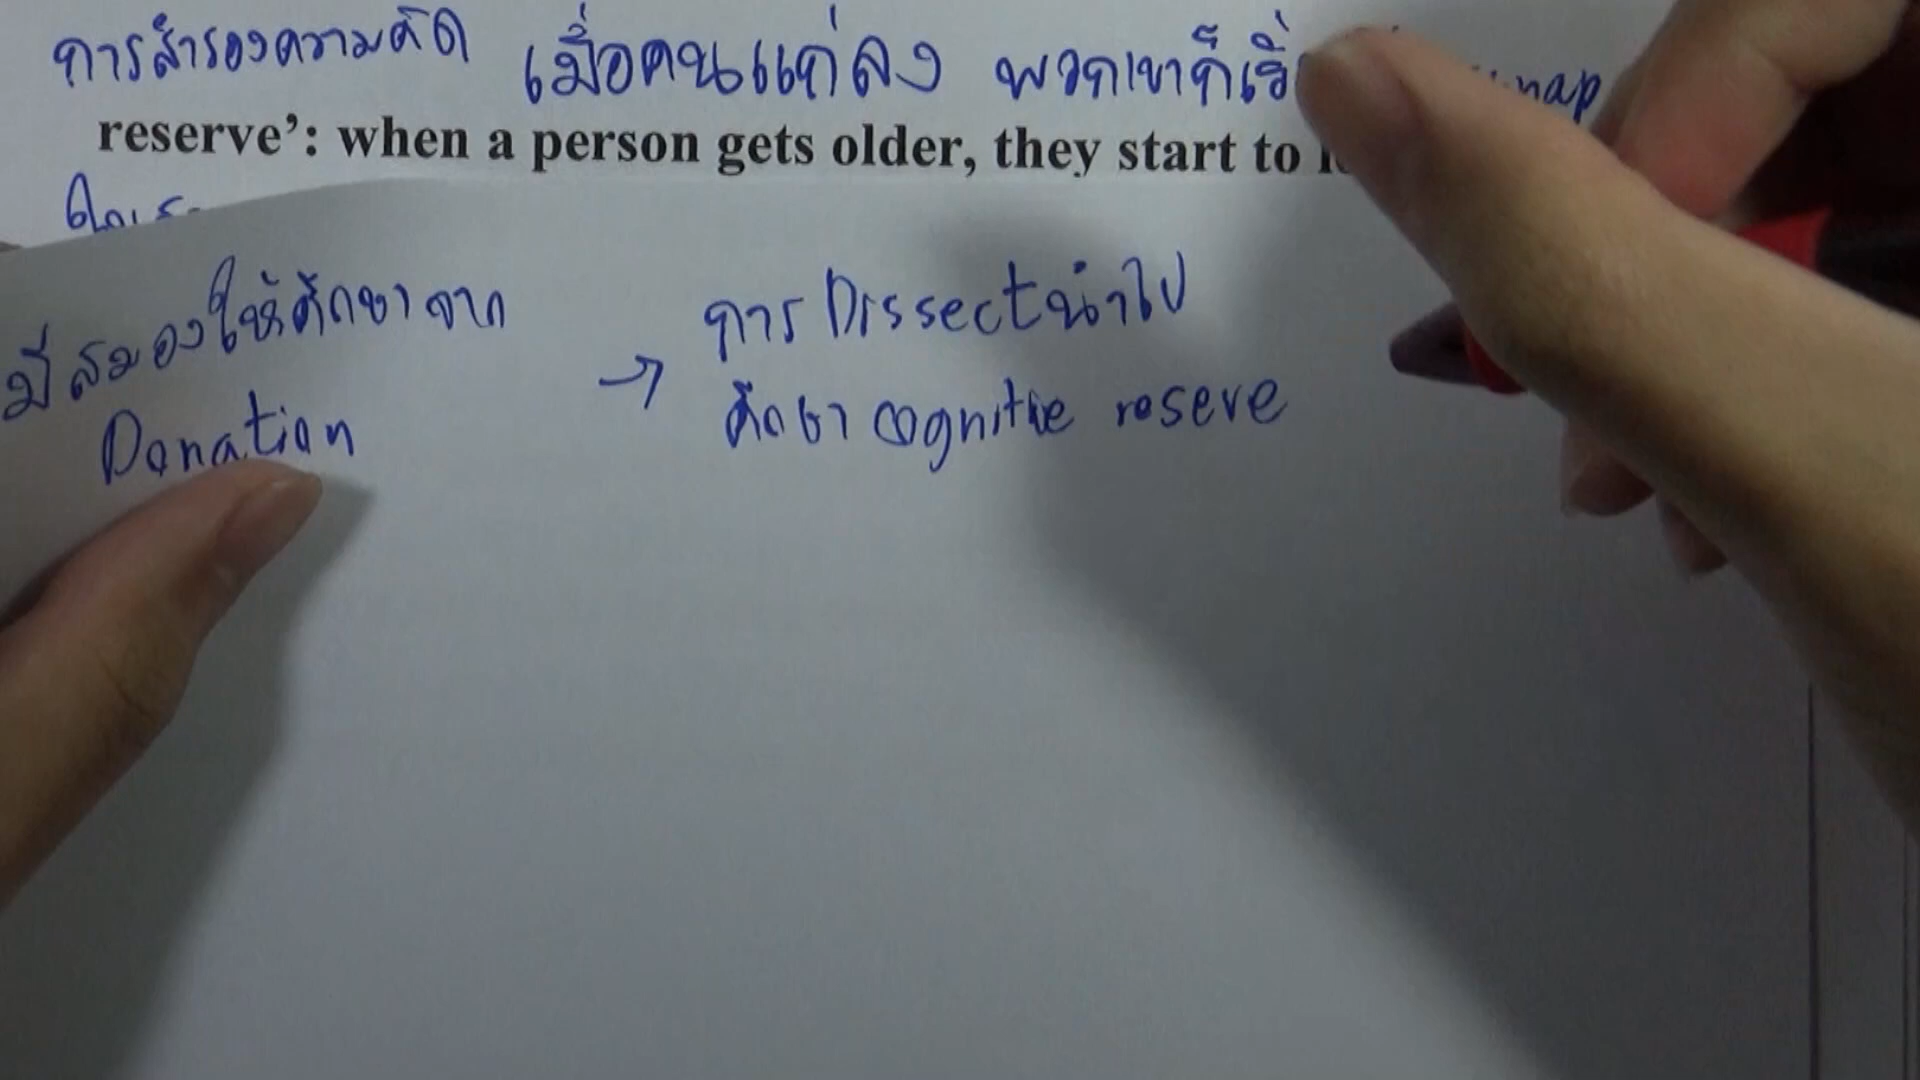 การสำรองความคิด เมื่อคนแก่ลง พวกเขาก็เริ่ nap
reserve’: when a person gets older, they start to
มีสมองให้ศึกษาจาก
Donation
→ การ Dissect นำไป
ศึกษา cognitive reseve